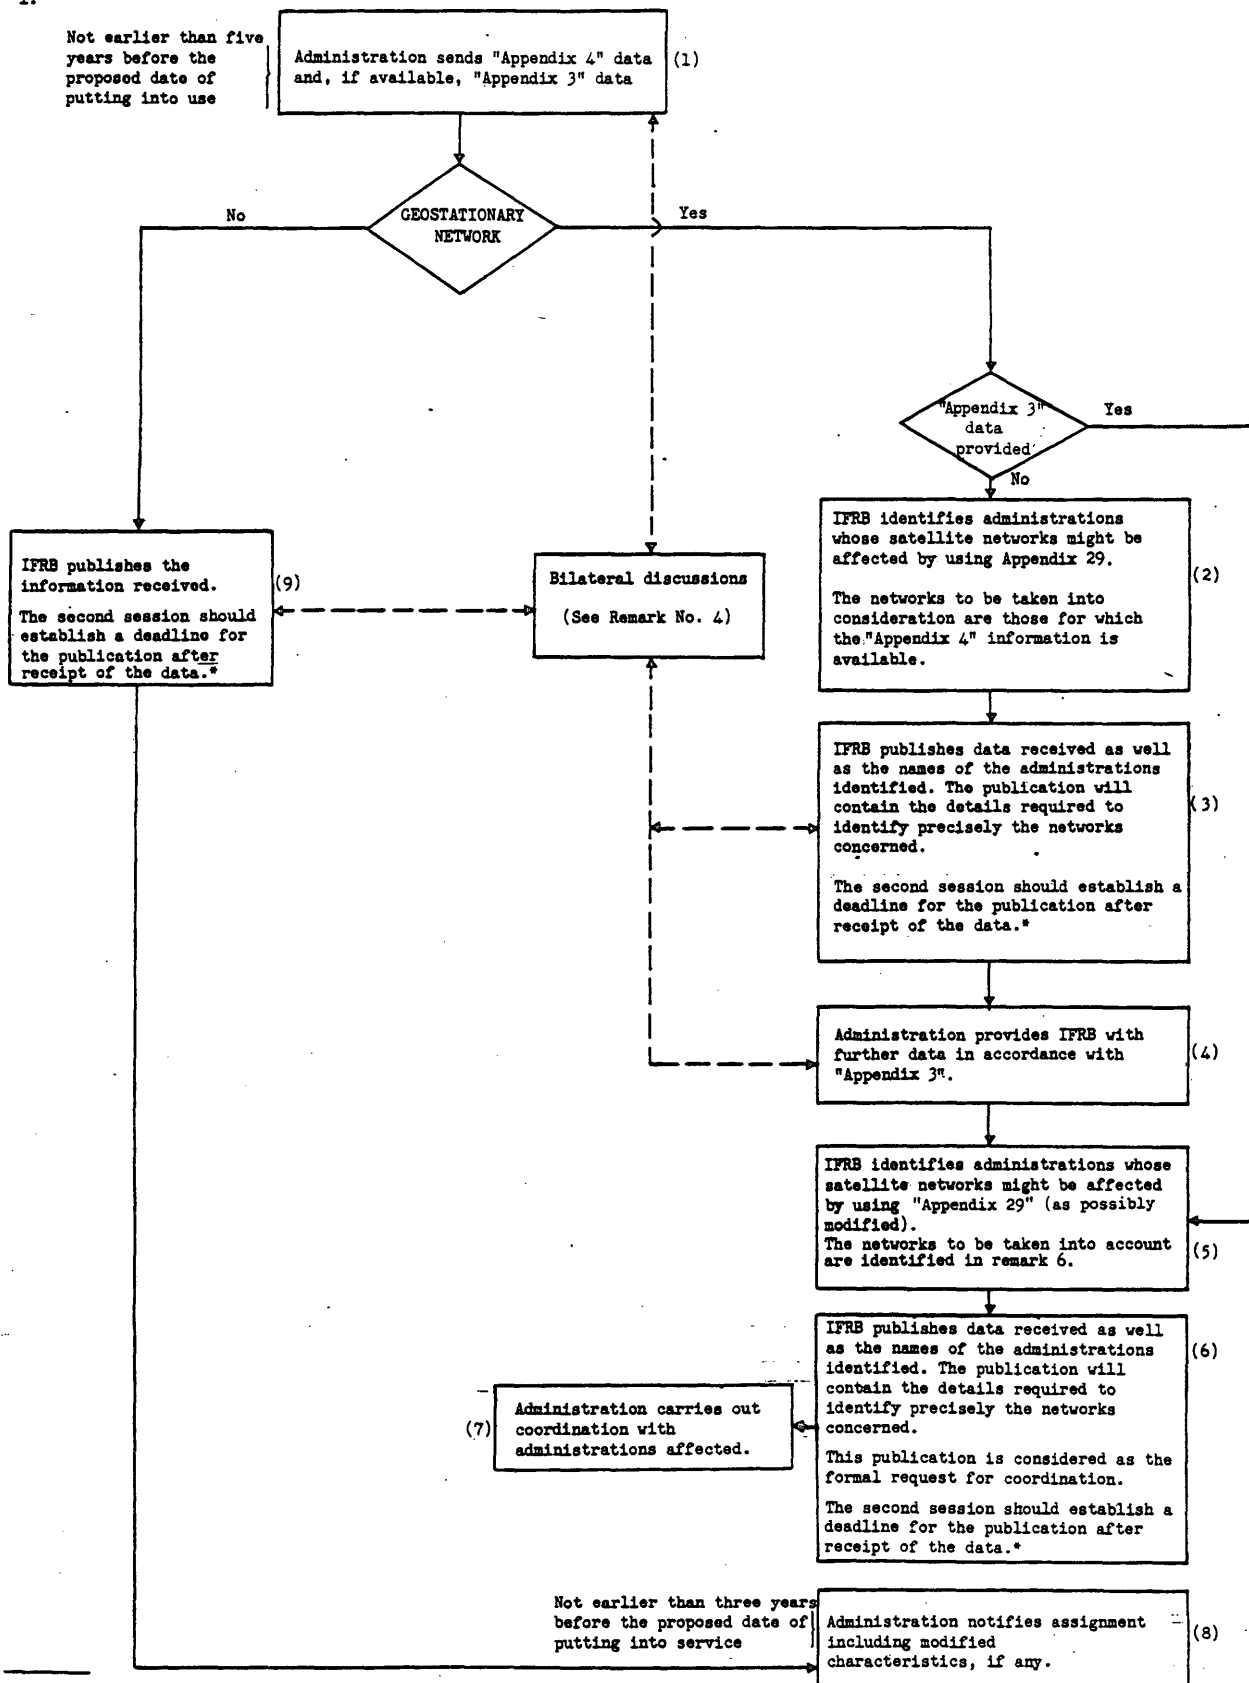 1.
Not earlier than five
years before the
proposed date of
putting into use
Administration sends "Appendix 4" data
and, if available, "Appendix 3" data
(1)
GEOSTATIONARY
NETWORK
No
Yes
"Appendix 3"
data
provided
Yes
No
IFRB identifies administrations
whose satellite networks might be
affected by using Appendix 29.
The networks to be taken into
consideration are those for which
the "Appendix 4" information is
available.
(2)
IFRB publishes the
information received.
The second session should
establish a deadline for
the publication after
receipt of the data.*
(9)
Bilateral discussions
(See Remark No. 4)
IFRB publishes data received as well
as the names of the administrations
identified. The publication will
contain the details required to
identify precisely the networks
concerned.
The second session should establish a
deadline for the publication after
receipt of the data.*
(3)
Administration provides IFRB with
further data in accordance with
"Appendix 3".
(4)
IFRB identifies administrations whose
satellite networks might be affected
by using "Appendix 29" (as possibly
modified).
The networks to be taken into account
are identified in remark 6.
(5)
IFRB publishes data received as well
as the names of the administrations
identified. The publication will
contain the details required to
identify precisely the networks
concerned.
This publication is considered as the
formal request for coordination.
The second session should establish a
deadline for the publication after
receipt of the data.*
(6)
(7)
Administration carries out
coordination with
administrations affected.
Not earlier than three years
before the proposed date of
putting into service
Administration notifies assignment
including modified
characteristics, if any.
(8)